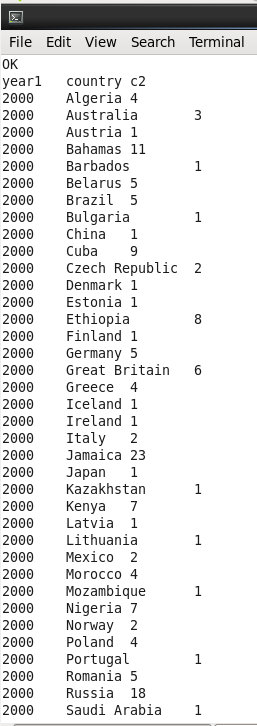 File Edit View Search Terminal
OK
year1 country c2
2000 Algeria 4
2000 Australia 3
2000 Austria 1
2000 Bahamas 11
2000 Barbados 1
2000 Belarus 5
2000 Brazil 5
2000 Bulgaria 1
2000 China 1
2000 Cuba 9
2000 Czech Republic 2
2000 Denmark 1
2000 Estonia 1
2000 Ethiopia 8
2000 Finland 1
2000 Germany 5
2000 Great Britain 6
2000 Greece 4
2000 Iceland 1
2000 Ireland 1
2000 Italy 2
2000 Jamaica 23
2000 Japan 1
2000 Kazakhstan 1
2000 Kenya 7
2000 Latvia 1
2000 Lithuania 1
2000 Mexico 2
2000 Morocco 4
2000 Mozambique 1
2000 Nigeria 7
2000 Norway 2
2000 Poland 4
2000 Portugal 1
2000 Romania 5
2000 Russia 18
2000 Saudi Arabia 1